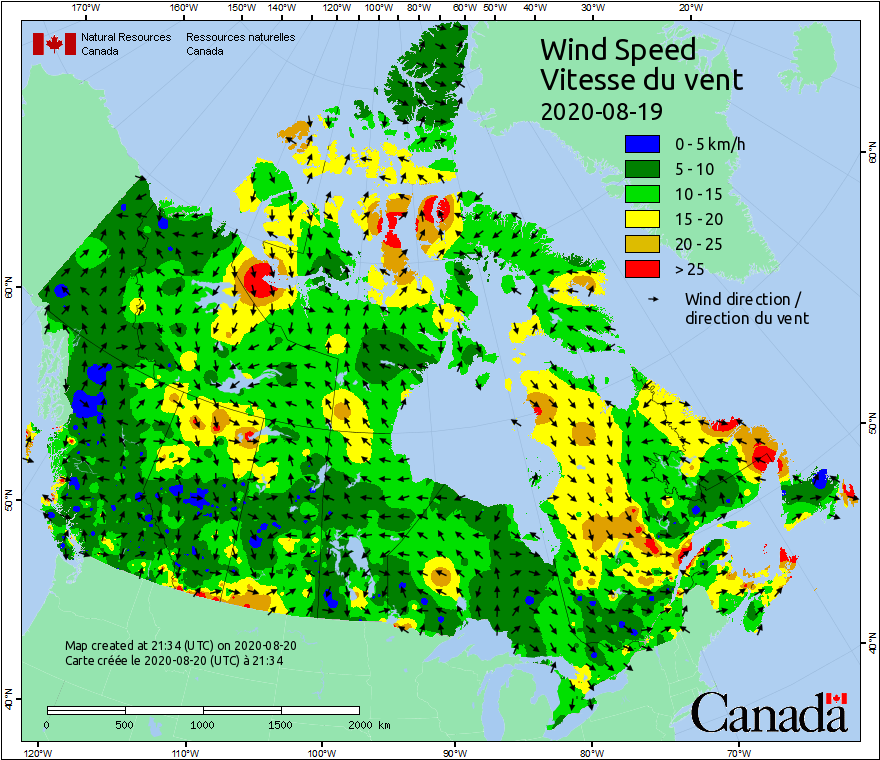 170°W 160°W 150°W 140°W 120°W 100°W 80°W 60°W 50°W 40°W 30°W 20°W
Natural Resources Canada
Ressources naturelles Canada
Wind Speed
Vitesse du vent
2020-08-19
0 - 5 km/h
5 - 10
10 - 15
15 - 20
20 - 25
> 25
Wind direction /
direction du vent
60°N
50°N
40°N
60°N
50°N
40°N
Map created at 21:34 (UTC) on 2020-08-20
Carte créée le 2020-08-20 (UTC) à 21:34
0 500 1000 1500 2000 km
Canada
120°W 110°W 100°W 90°W 80°W 70°W